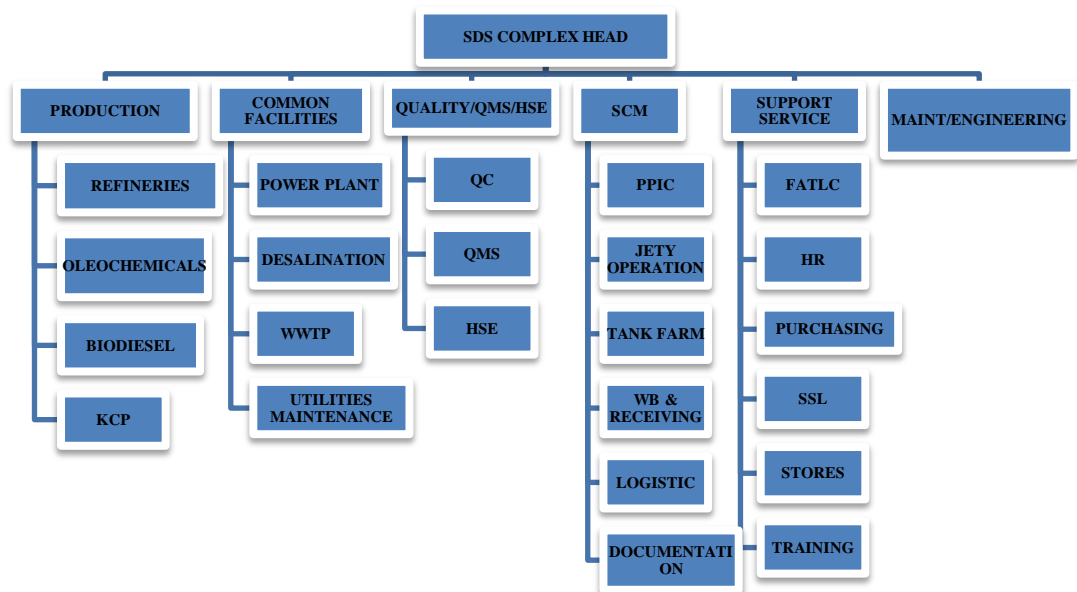 SDS COMPLEX HEAD
PRODUCTION
REFINERIES
OLEOCHEMICALS
BIODIESEL
KCP
COMMON
FACILITIES
POWER PLANT
DESALINATION
WWTP
UTILITIES
MAINTENANCE
QUALITY/QMS/HSE
QC
QMS
HSE
SCM
PPIC
JETY
OPERATION
TANK FARM
WB &
RECEIVING
LOGISTIC
DOCUMENTATI
ON
SUPPORT
SERVICE
FATLC
HR
PURCHASING
SSL
STORES
TRAINING
MAINT/ENGINEERING